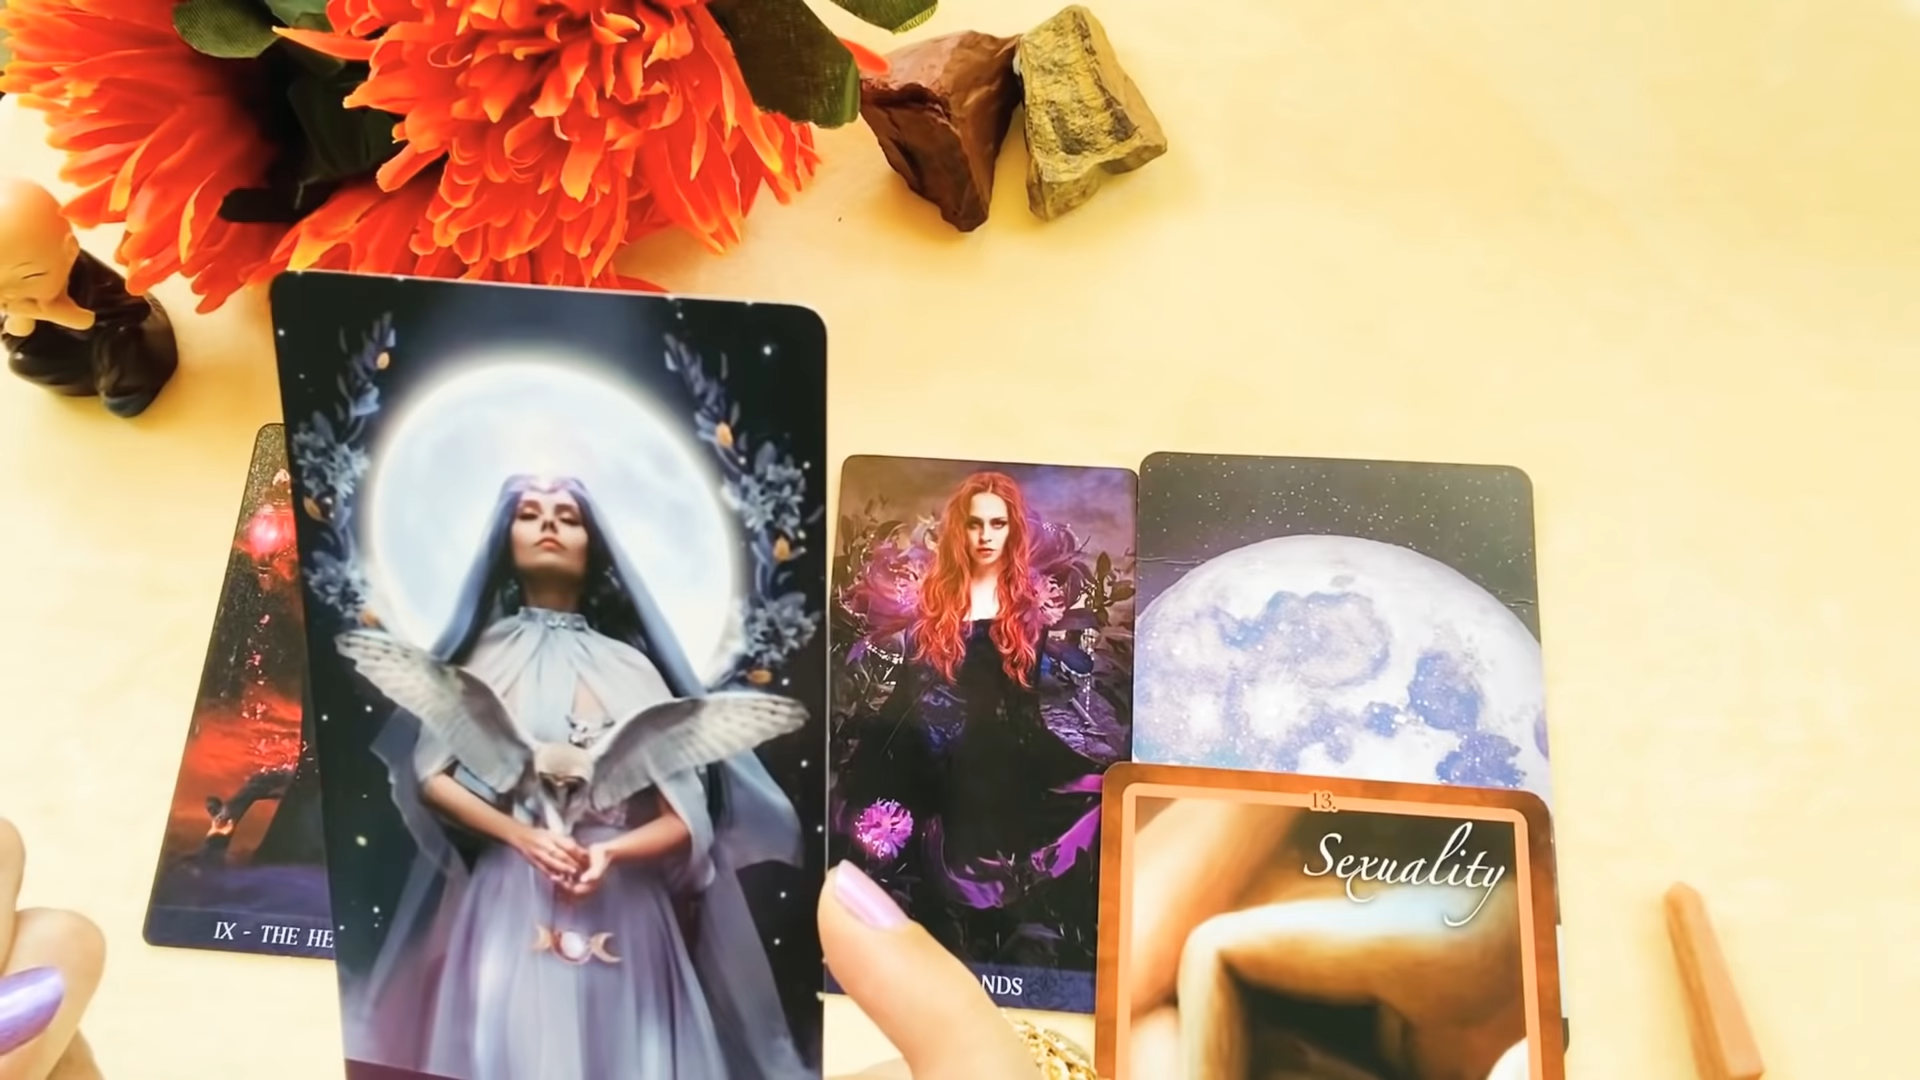 13.
Sexuality
IX - THE HE
NDS